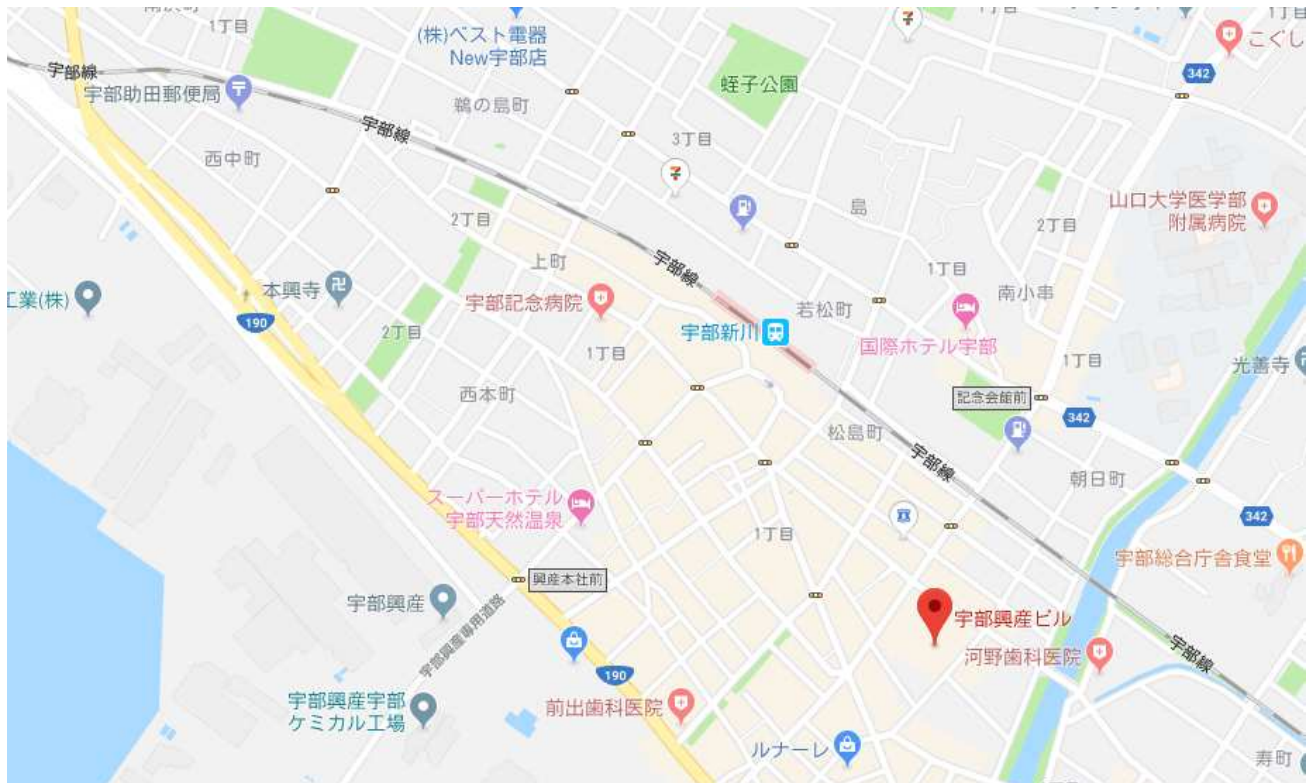 1丁目
(株)ベスト電器
New宇部店
1丁目
1丁目
こぐし
宇部線
宇部助田郵便局
蛭子公園
342
鵜の島町
宇部線
3丁目
西中町
山口大学医学部
附属病院
2丁目
島
2丁目
上町
宇部線
1丁目
工業(株)
本興寺
宇部記念病院
南小串
若松町
190
2丁目
宇部新川
国際ホテル宇部
1丁目
1丁目
光善寺
西本町
記念会館前
342
松島町
宇部線
朝日町
スーパーホテル
宇部天然温泉
342
1丁目
宇部総合庁舎食堂
興産本社前
宇部興産
宇部興産専用道路
宇部興産ビル
河野歯科医院
宇部線
190
宇部興産宇部
ケミカル工場
前出歯科医院
ルナーレ
寿町